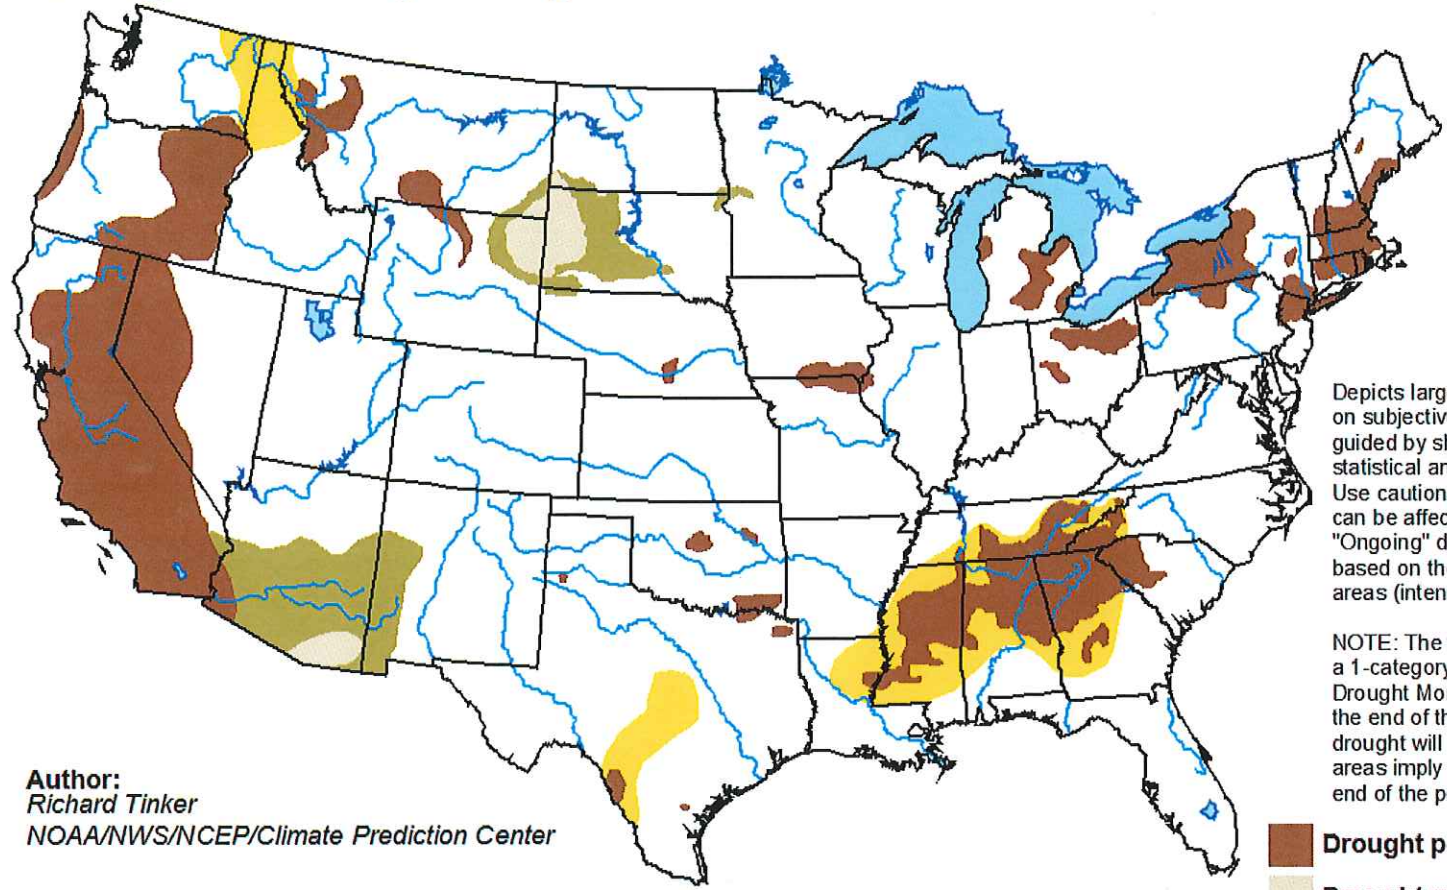 Depicts larg
on subjectiv
guided by sl
statistical ar
Use caution
can be affec
"Ongoing" d
based on the
areas (inten
NOTE: The
a 1-category
Drought Mo
the end of th
drought will
areas imply
end of the p
Author:
Richard Tinker
NOAA/NWS/NCEP/Climate Prediction Center
Drought p